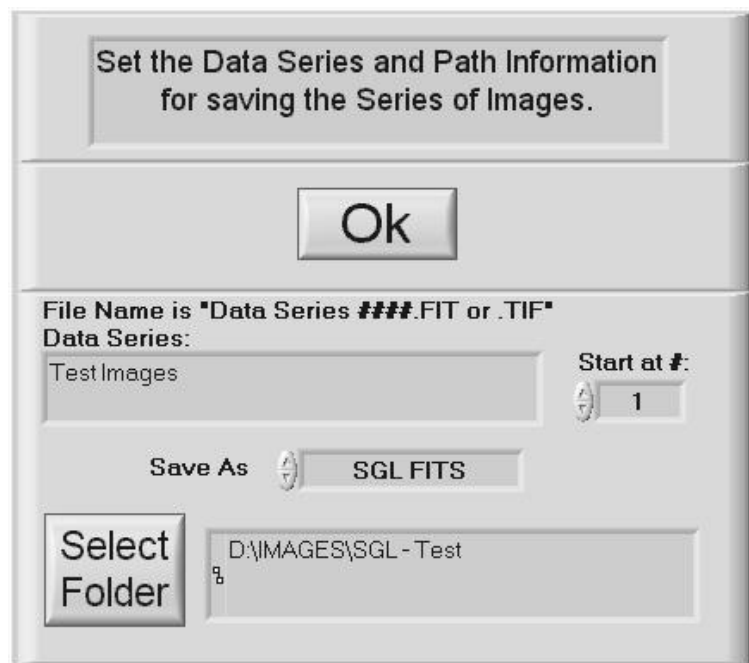 Set the Data Series and Path Information
for saving the Series of Images.
Ok
File Name is "Data Series ####.FIT or .TIF"
Data Series:
Test Images
Start at #:
1
Save As
SGL FITS
Select
Folder
D:\IMAGES\SGL - Test